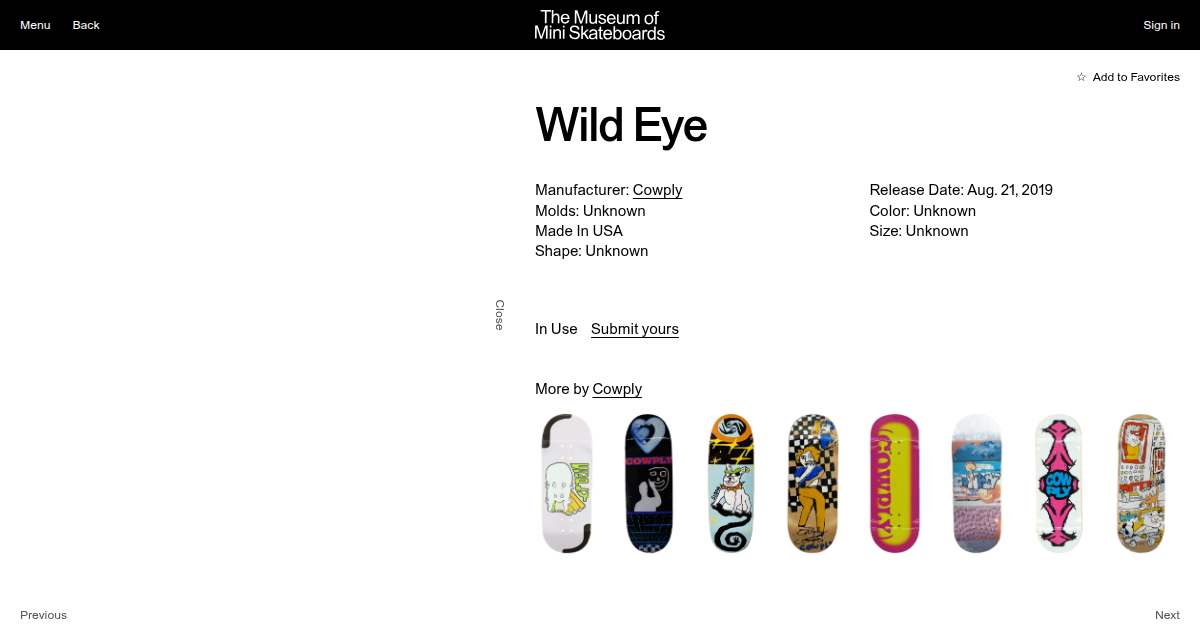 Menu Back
The Museum of
Mini Skateboards
Sign in
☆ Add to Favorites
Wild Eye
Manufacturer: Cowply
Molds: Unknown
Made In USA
Shape: Unknown
Release Date: Aug. 21, 2019
Color: Unknown
Size: Unknown
Close
In Use Submit yours
More by Cowply
COWPLY
COWPLY
COW
PLY
Previous
Next